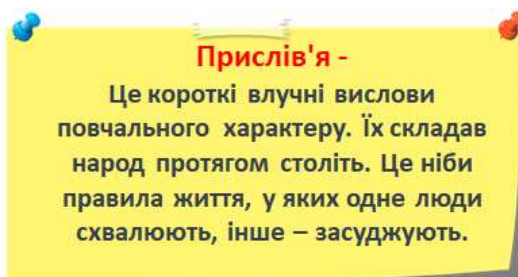 Прислів'я -
Це короткі влучні вислови
повчального характеру. Їх складав
народ протягом століть. Це ніби
правила життя, у яких одне люди
схвалюють, інше – засуджують.